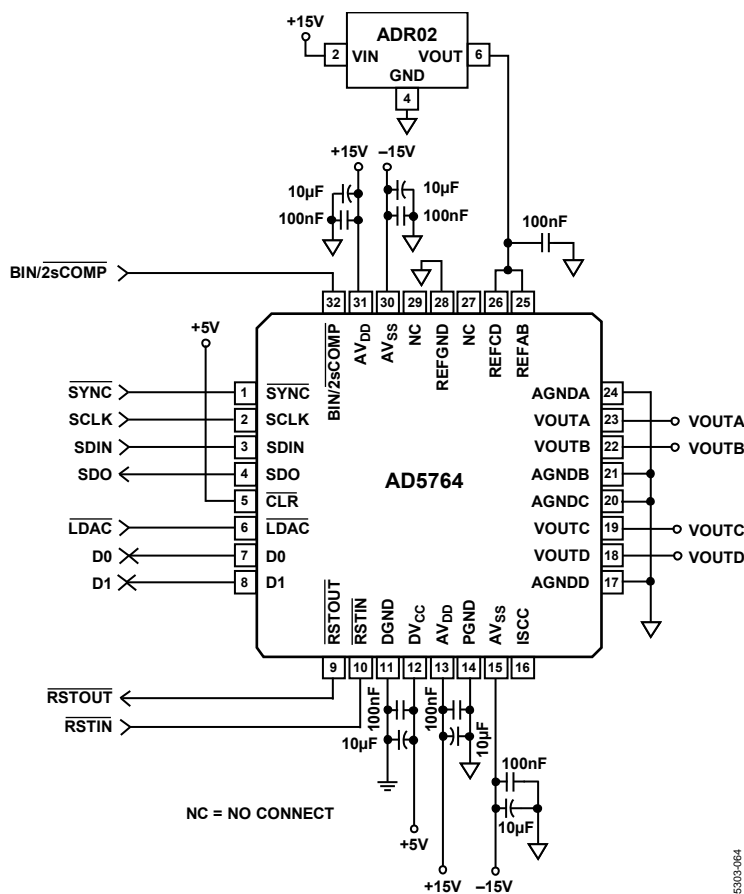 +15V
ADR02
2 VIN VOUT 6
GND
4
+15V –15V
10µF 10µF
100nF 100nF
100nF
BIN/2sCOMP
32 31 30 29 28 27 26 25
+5V
BIN/2sCOMP
AVDD
AVSS
NC
REFGND
NC
REFCD
REFAB
SYNC 1 SYNC
SCLK 2 SCLK
SDIN 3 SDIN
SDO 4 SDO
5 CLR
LDAC 6 LDAC
D0 7 D0
D1 8 D1
AD5764
AGNDA 24
VOUTA 23 VOUTA
VOUTB 22 VOUTB
AGNDB 21
AGNDC 20
VOUTC 19 VOUTC
VOUTD 18 VOUTD
AGNDD 17
RSTOUT
RSTIN
DGND
DVCC
AVDD
PGND
AVSS
ISCC
9 10 11 12 13 14 15 16
RSTOUT
RSTIN
100nF
10µF
100nF
10µF
100nF
10µF
NC = NO CONNECT
+5V
+15V –15V
5303-064